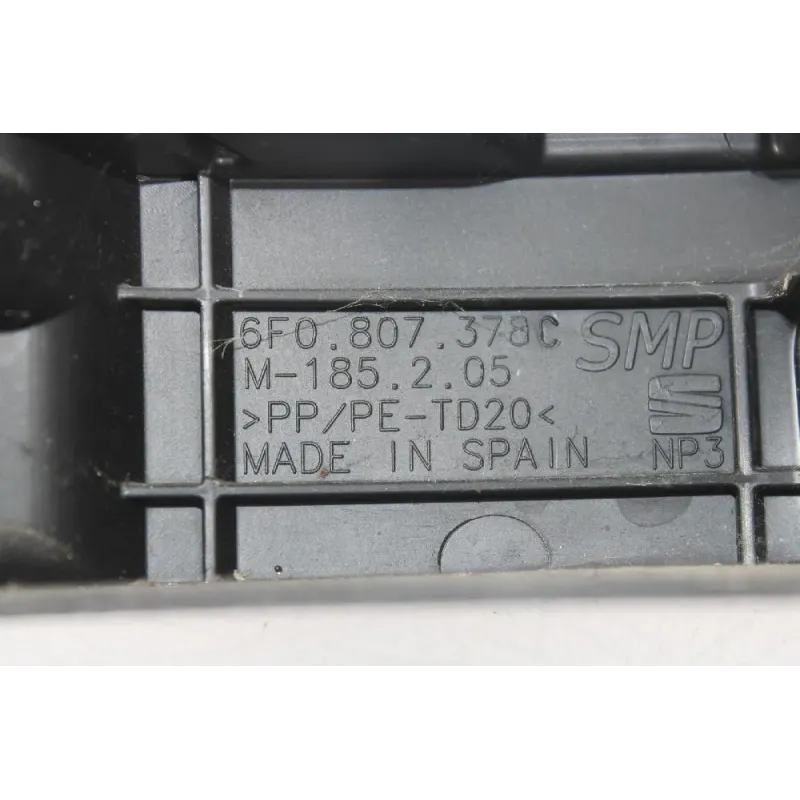 6F0.807.378C SMP
M-185.2.05
>PP/PE-TD20<
MADE IN SPAIN NP3